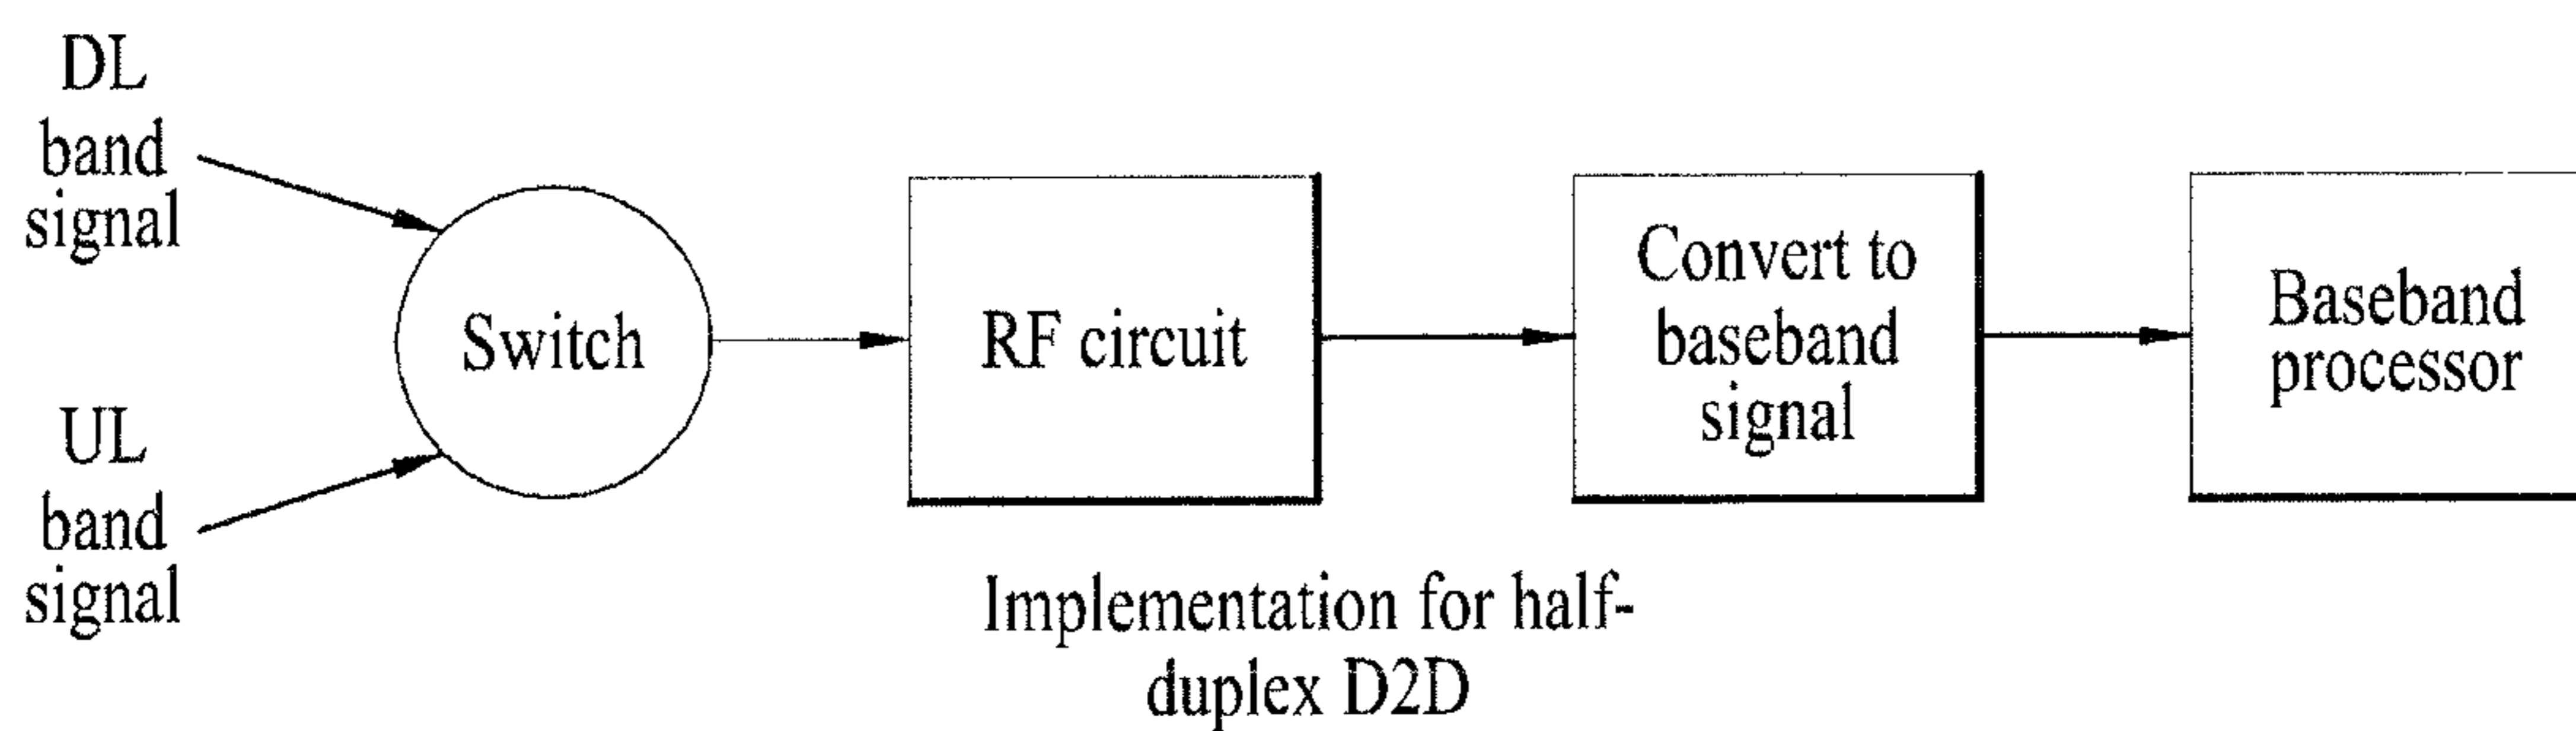 DL
band
signal
UL
band
signal
Switch
RF circuit
Convert to
baseband
signal
Baseband
processor
Implementation for half-
duplex D2D